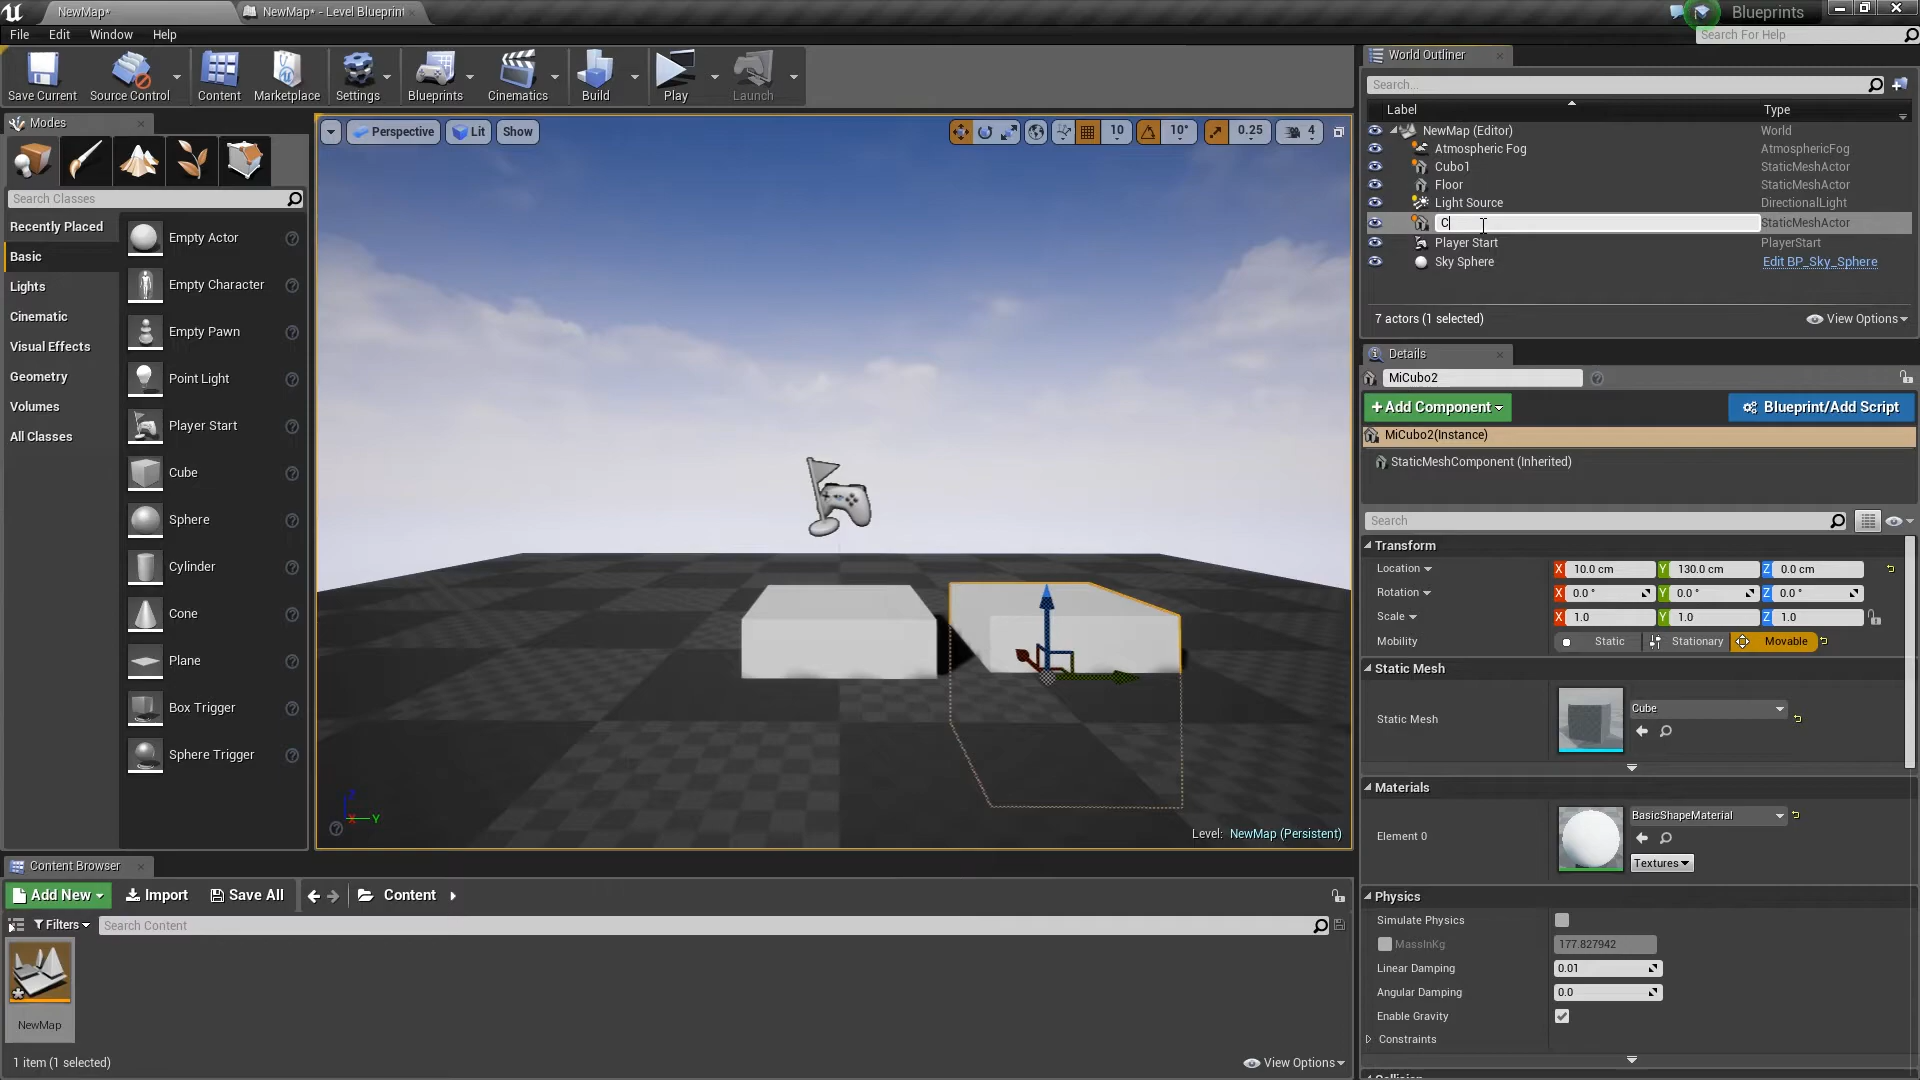 NewMap*
NewMap* - Level Blueprint
Blueprints
File Edit Window Help
Search For Help
Save Current
Source Control
Content
Marketplace
Settings
Blueprints
Cinematics
Build
Play
Launch
Modes
Search Classes
Recently Placed
Basic
Lights
Cinematic
Visual Effects
Geometry
Volumes
All Classes
Empty Actor
Empty Character
Empty Pawn
Point Light
Player Start
Cube
Sphere
Cylinder
Cone
Plane
Box Trigger
Sphere Trigger
Perspective
Lit
Show
10
10°
0.25
4
X
Y
Level: NewMap (Persistent)
World Outliner
Search...
Label Type
NewMap (Editor) World
Atmospheric Fog AtmosphericFog
Cubo1 StaticMeshActor
Floor StaticMeshActor
Light Source DirectionalLight
C StaticMeshActor
Player Start PlayerStart
Sky Sphere Edit BP_Sky_Sphere
7 actors (1 selected)
View Options
Details
MiCubo2
+Add Component
Blueprint/Add Script
MiCubo2(Instance)
StaticMeshComponent (Inherited)
Search
Transform
Location X 10.0 cm Y 130.0 cm Z 0.0 cm
Rotation X 0.0 ° Y 0.0 ° Z 0.0 °
Scale X 1.0 Y 1.0 Z 1.0
Mobility Static Stationary Movable
Static Mesh
Static Mesh
Cube
Materials
Element 0
BasicShapeMaterial
Textures
Physics
Simulate Physics
MassInKg 177.827942
Linear Damping 0.01
Angular Damping 0.0
Enable Gravity
Constraints
Collision
Content Browser
Add New
Import
Save All
Content
Filters
Search Content
NewMap
1 item (1 selected)
View Options